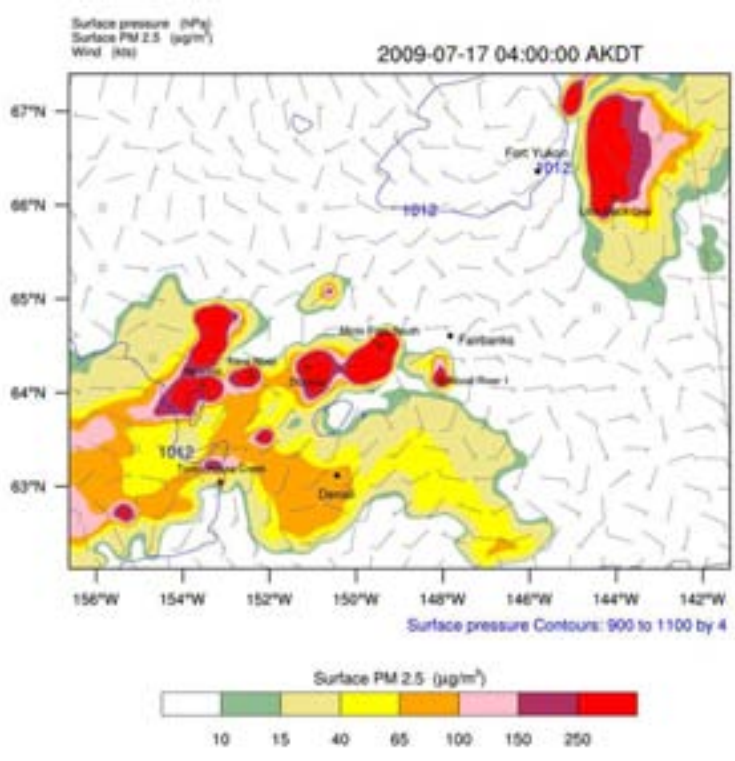 Surface pressure (hPa)
Surface PM 2.5 (µg/m³)
Wind (kts)
2009-07-17 04:00:00 AKDT
67°N
66°N
65°N
64°N
63°N
Fort Yukon
1012
1012
Fairbanks
1012
Denali
156°W 154°W 152°W 150°W 148°W 146°W 144°W 142°W
Surface pressure Contours: 900 to 1100 by 4
Surface PM 2.5 (µg/m³)
10 15 40 65 100 150 250